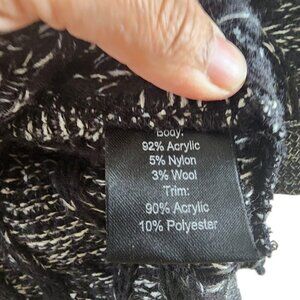 Body:
92% Acrylic
5% Nylon
3% Wool
Trim:
90% Acrylic
10% Polyester